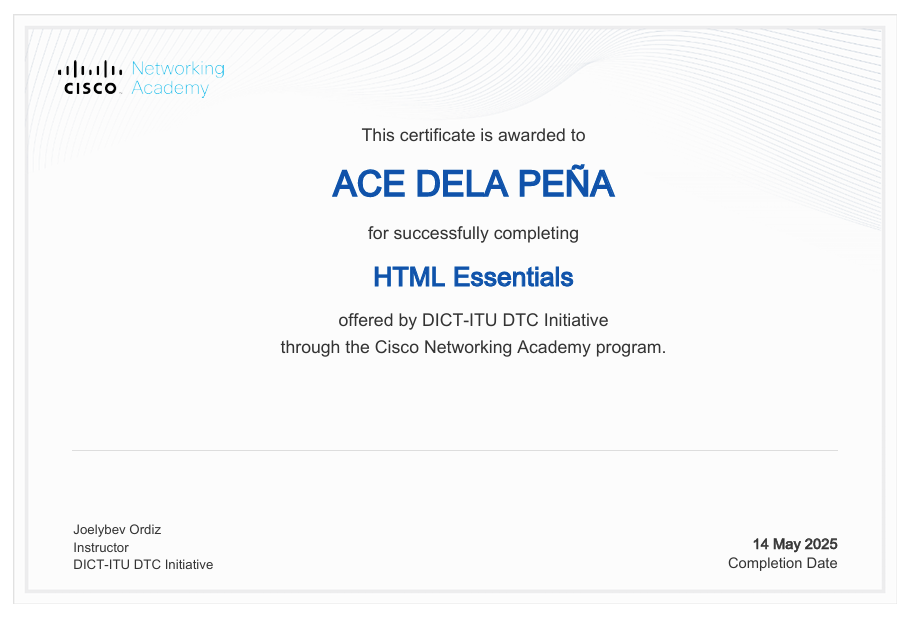 Networking
CISCO Academy
This certificate is awarded to
ACE DELA PEÑA
for successfully completing
HTML Essentials
offered by DICT-ITU DTC Initiative
through the Cisco Networking Academy program.
Joelybev Ordiz
Instructor
DICT-ITU DTC Initiative
14 May 2025
Completion Date